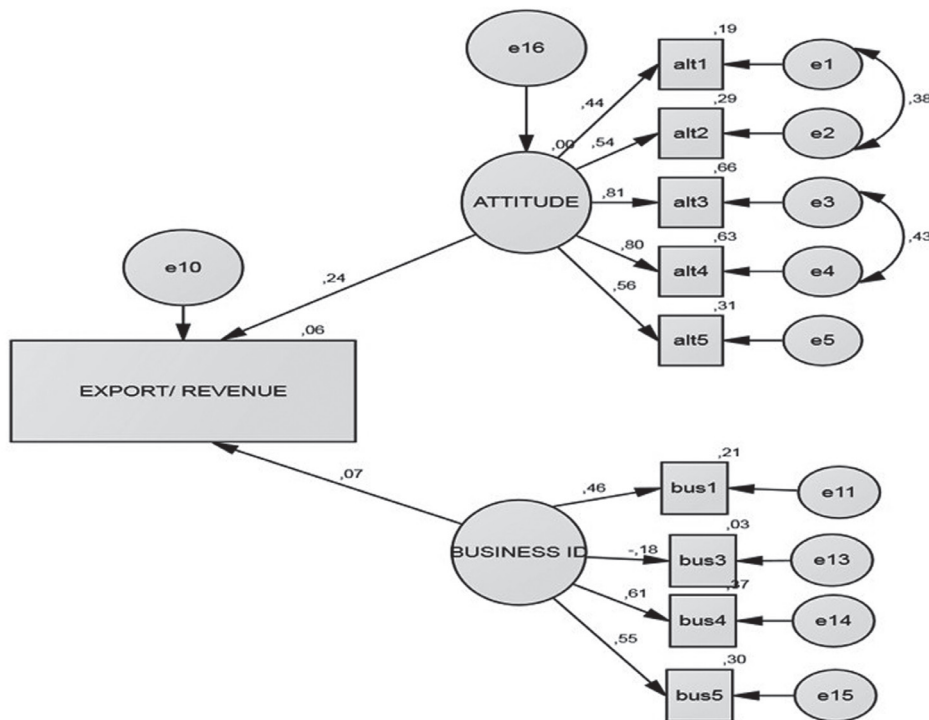 e16
,19
alt1
e1
,44
,38
,29
alt2
e2
,00
,54
,66
ATTITUDE
,81
alt3
e3
,43
,63
,80
alt4
e4
e10
,24
,56
,31
,06
alt5
e5
EXPORT/ REVENUE
,21
,07
,46
bus1
e11
,03
BUSINESS ID
-,18
bus3
e13
,37
,61
bus4
e14
,55
,30
bus5
e15